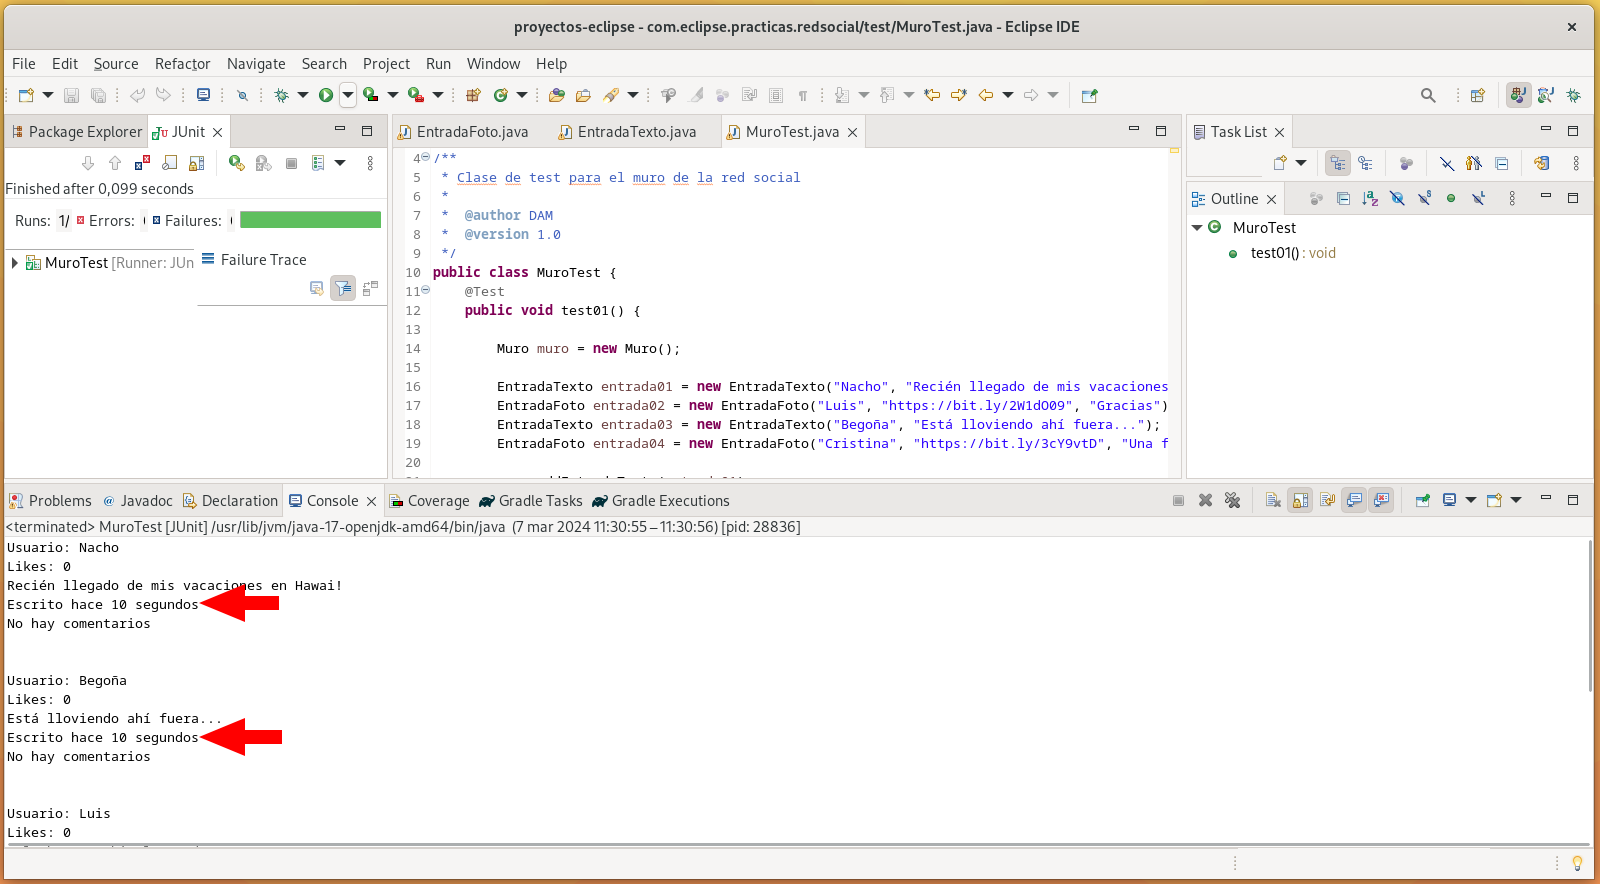 proyectos-eclipse - com.eclipse.practicas.redsocial/test/MuroTest.java - Eclipse IDE
File Edit Source Refactor Navigate Search Project Run Window Help
Package Explorer JUnit
Finished after 0,099 seconds
Runs: 1/ Errors: Failures:
MuroTest [Runner: JUn
Failure Trace
EntradaFoto.java EntradaTexto.java MuroTest.java
4 /**
5 * Clase de test para el muro de la red social
6 *
7 * @author DAM
8 * @version 1.0
9 */
10 public class MuroTest {
11 @Test
12 public void test01() {
13
14 Muro muro = new Muro();
15
16 EntradaTexto entrada01 = new EntradaTexto("Nacho", "Recién llegado de mis vacaciones
17 EntradaFoto entrada02 = new EntradaFoto("Luis", "https://bit.ly/2W1dO09", "Gracias")
18 EntradaTexto entrada03 = new EntradaTexto("Begoña", "Está lloviendo ahí fuera...");
19 EntradaFoto entrada04 = new EntradaFoto("Cristina", "https://bit.ly/3cY9vtD", "Una f
20
Task List
Outline
MuroTest
test01() : void
Problems @ Javadoc Declaration Console Coverage Gradle Tasks Gradle Executions
<terminated> MuroTest [JUnit] /usr/lib/jvm/java-17-openjdk-amd64/bin/java (7 mar 2024 11:30:55 – 11:30:56) [pid: 28836]
Usuario: Nacho
Likes: 0
Recién llegado de mis vacaciones en Hawai!
Escrito hace 10 segundos
No hay comentarios
Usuario: Begoña
Likes: 0
Está lloviendo ahí fuera...
Escrito hace 10 segundos
No hay comentarios
Usuario: Luis
Likes: 0